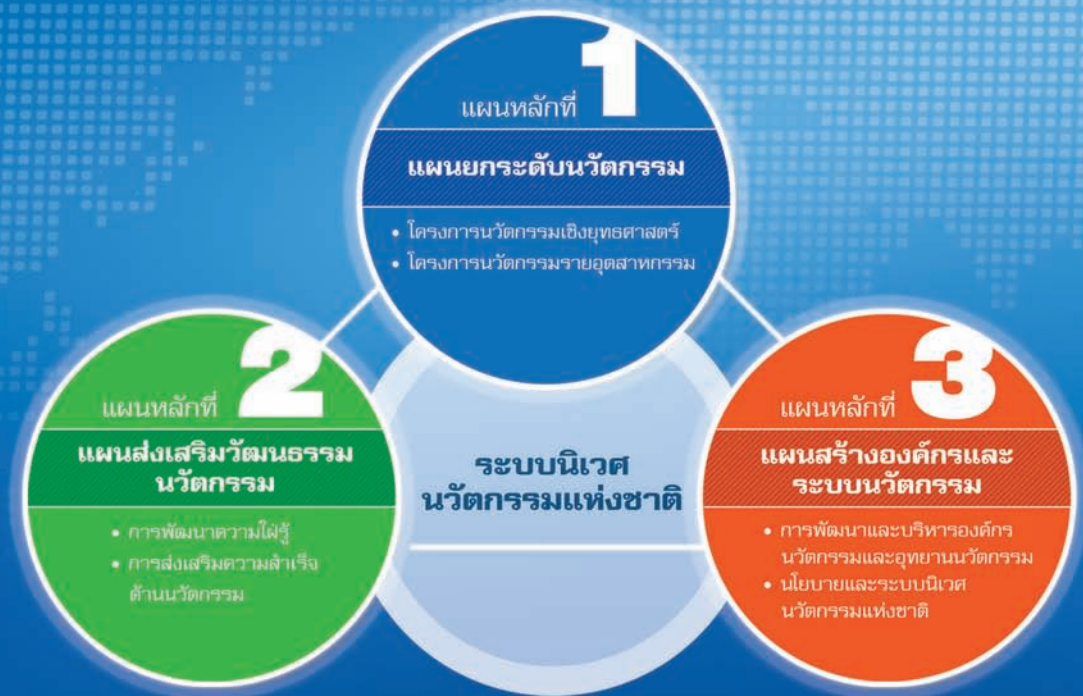 แผนหลักที่ 1
แผนยกระดับนวัตกรรม
• โครงการนวัตกรรมเชิงยุทธศาสตร์
• โครงการนวัตกรรมรายอุตสาหกรรม
แผนหลักที่ 2
แผนส่งเสริมวัฒนธรรม
นวัตกรรม
• การพัฒนาความใฝ่รู้
• การส่งเสริมความสำเร็จ
ด้านนวัตกรรม
ระบบนิเวศ
นวัตกรรมแห่งชาติ
แผนหลักที่ 3
แผนสร้างองค์กรและ
ระบบนวัตกรรม
• การพัฒนาและบริหารองค์กร
นวัตกรรมและอุทยานนวัตกรรม
• นโยบายและระบบนิเวศ
นวัตกรรมแห่งชาติ